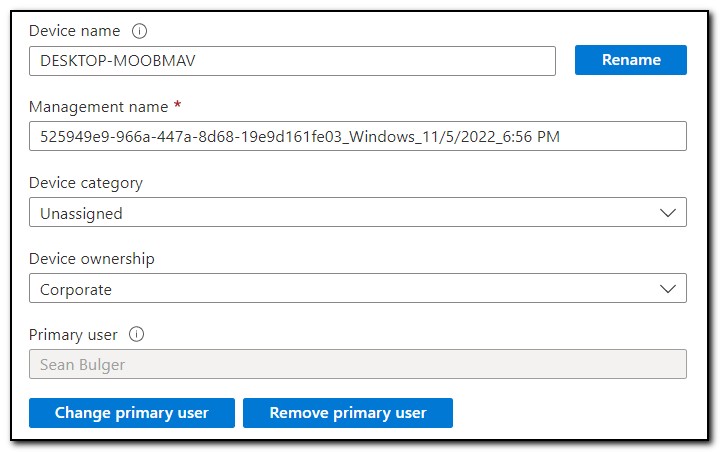 Device name
DESKTOP-MOOBMAV
Rename
Management name *
525949e9-966a-447a-8d68-19e9d161fe03_Windows_11/5/2022_6:56 PM
Device category
Unassigned
Device ownership
Corporate
Primary user
Sean Bulger
Change primary user
Remove primary user